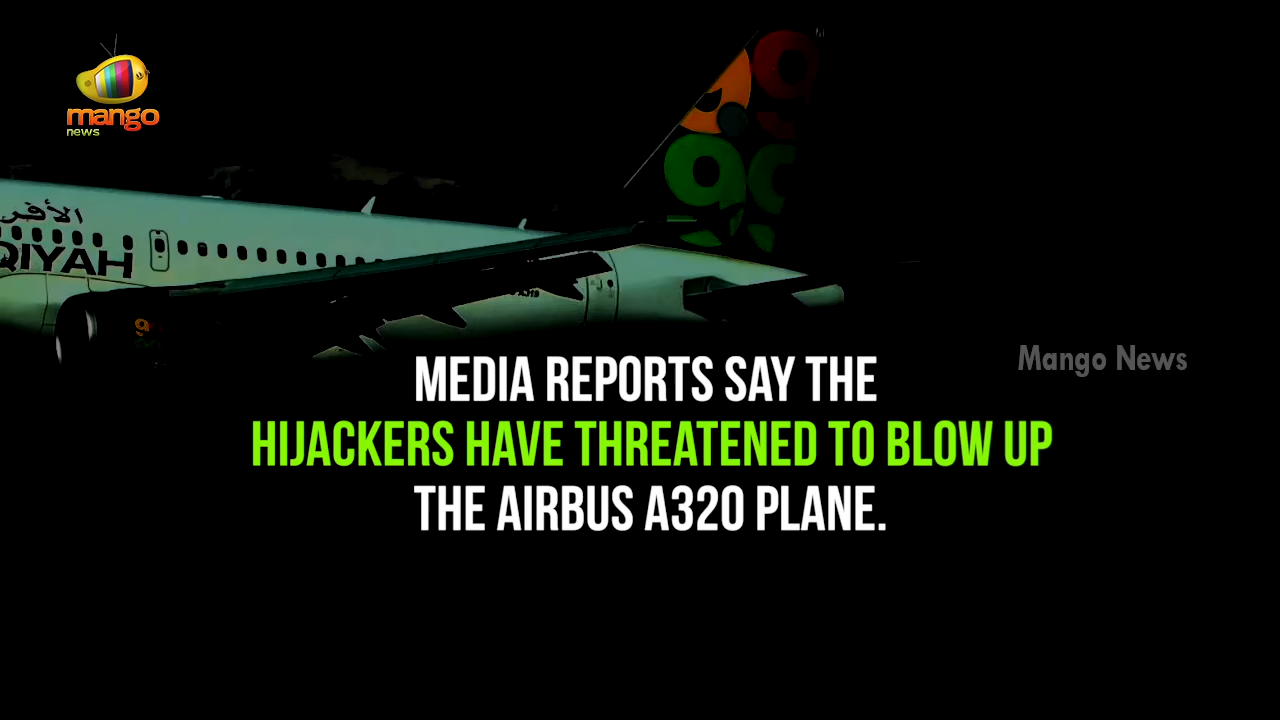 mango
news
الأفر
QIYAH
Mango News
MEDIA REPORTS SAY THE
HIJACKERS HAVE THREATENED TO BLOW UP
THE AIRBUS A320 PLANE.